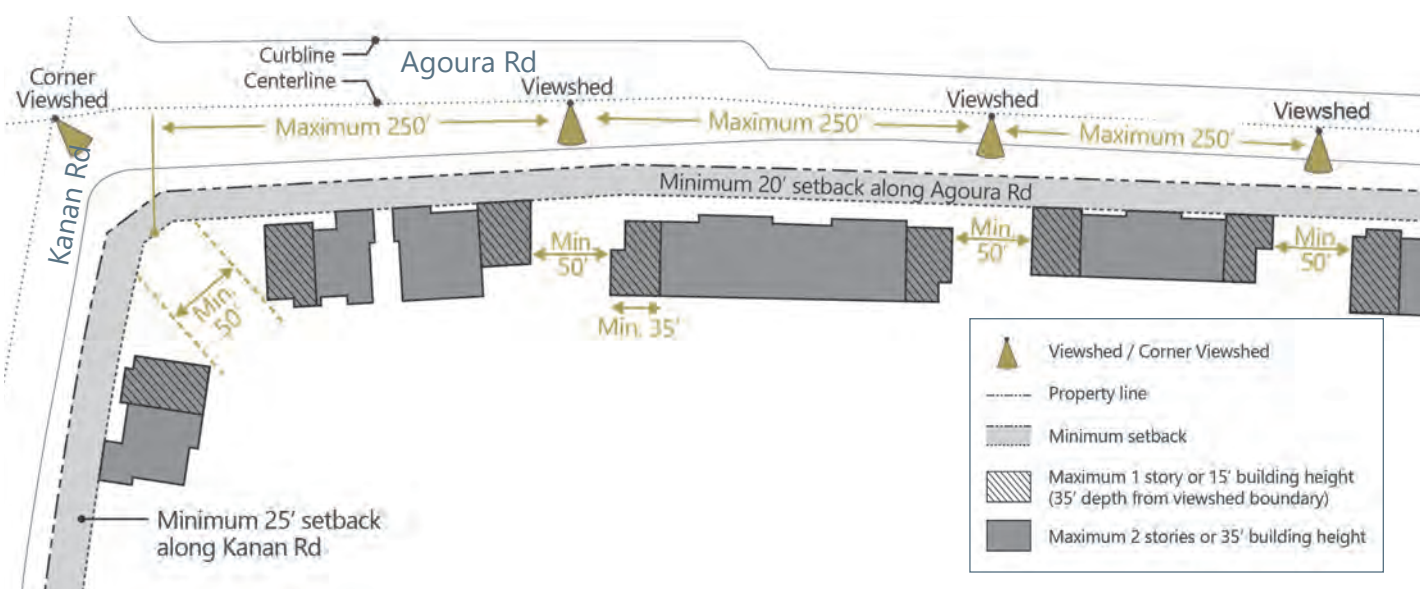 Curbline
Agoura Rd
Centerline
Corner
Viewshed
Viewshed
Viewshed
Viewshed
Maximum 250'
Maximum 250'
Maximum 250'
Kanan Rd
Minimum 20' setback along Agoura Rd
Min.
50'
Min
50'
Min.
50'
Min.
50'
Min. 35'
Minimum 25' setback
along Kanan Rd
Viewshed / Corner Viewshed
Property line
Minimum setback
Maximum 1 story or 15' building height
(35' depth from viewshed boundary)
Maximum 2 stories or 35' building height